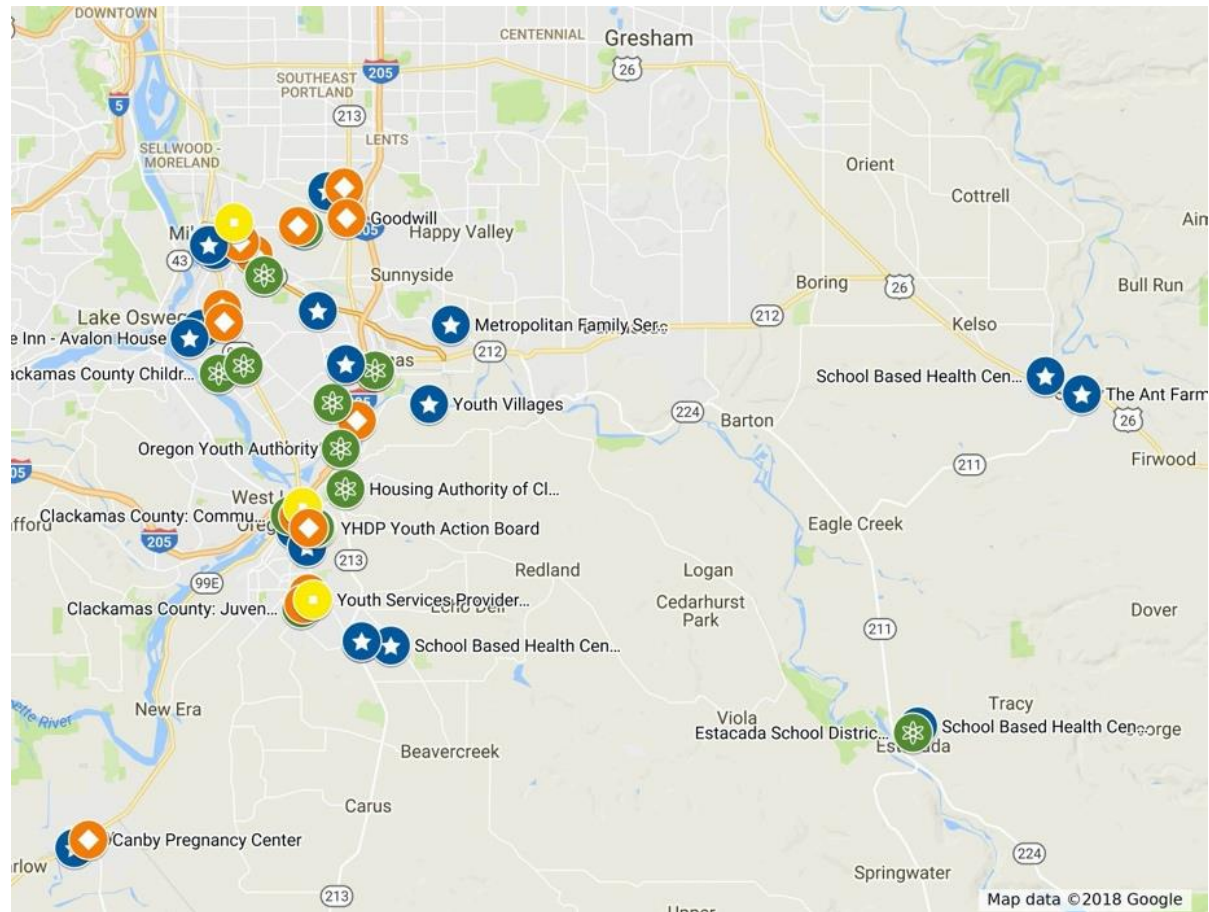 DOWNTOWN
CENTENNIAL
Gresham
26
205
SOUTHEAST
PORTLAND
5
213
LENTS
SELLWOOD -
MORELAND
Orient
Cottrell
Goodwill
Happy Valley
43
Sunnyside
Boring
26
Bull Run
212
Kelso
Metropolitan Family Ser...
e Inn - Avalon House
212
ackamas County Childr...
School Based Health Cen...
The Ant Farm
Youth Villages
224
Barton
26
Oregon Youth Authority
211
Firwood
Housing Authority of Cl...
Clackamas County: Commu...
Eagle Creek
YHDP Youth Action Board
205
213
Redland
Logan
99E
Cedarhurst
Park
Youth Services Provider...
Clackamas County: Juven...
Dover
211
School Based Health Cen...
New Era
Viola
Tracy
Estacada School Distric...
School Based Health Cen...
Estacada
Beavercreek
Carus
Canby Pregnancy Center
224
Springwater
213
Map data ©2018 Google